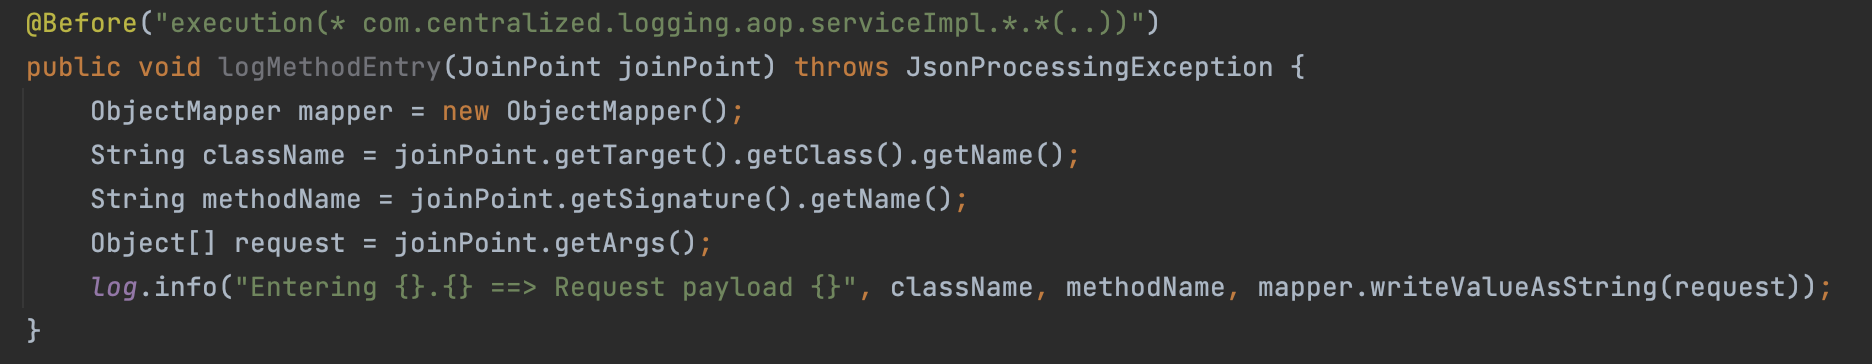 @Before("execution(* com.centralized.logging.aop.serviceImpl.*.*(..))")
public void logMethodEntry(JoinPoint joinPoint) throws JsonProcessingException {
    ObjectMapper mapper = new ObjectMapper();
    String className = joinPoint.getTarget().getClass().getName();
    String methodName = joinPoint.getSignature().getName();
    Object[] request = joinPoint.getArgs();
    log.info("Entering {}.{} ==> Request payload {}", className, methodName, mapper.writeValueAsString(request));
}